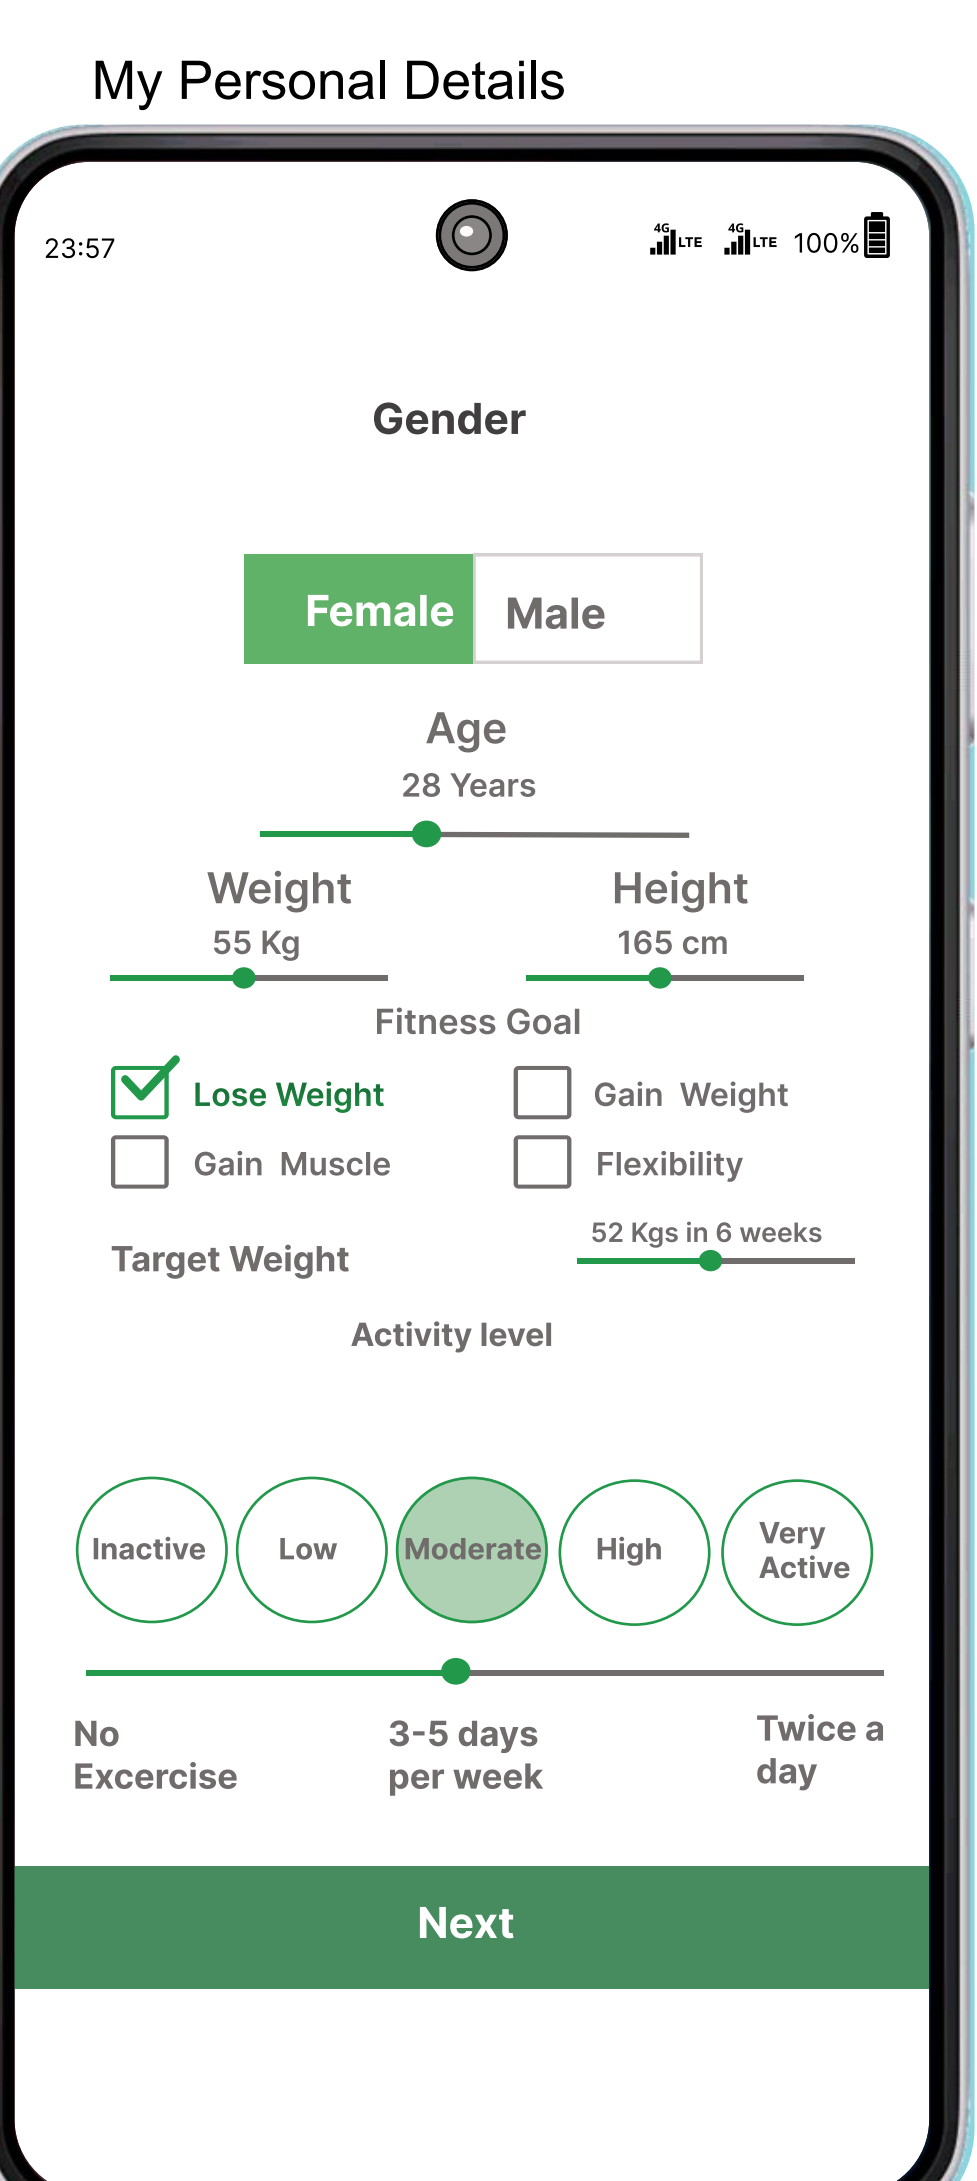 My Personal Details
23:57
4G LTE 4G LTE 100%
Gender
Female Male
Age
28 Years
Weight Height
55 Kg 165 cm
Fitness Goal
Lose Weight Gain Weight
Gain Muscle Flexibility
52 Kgs in 6 weeks
Target Weight
Activity level
Inactive Low Moderate High Very
Active
No 3-5 days Twice a
Excercise per week day
Next